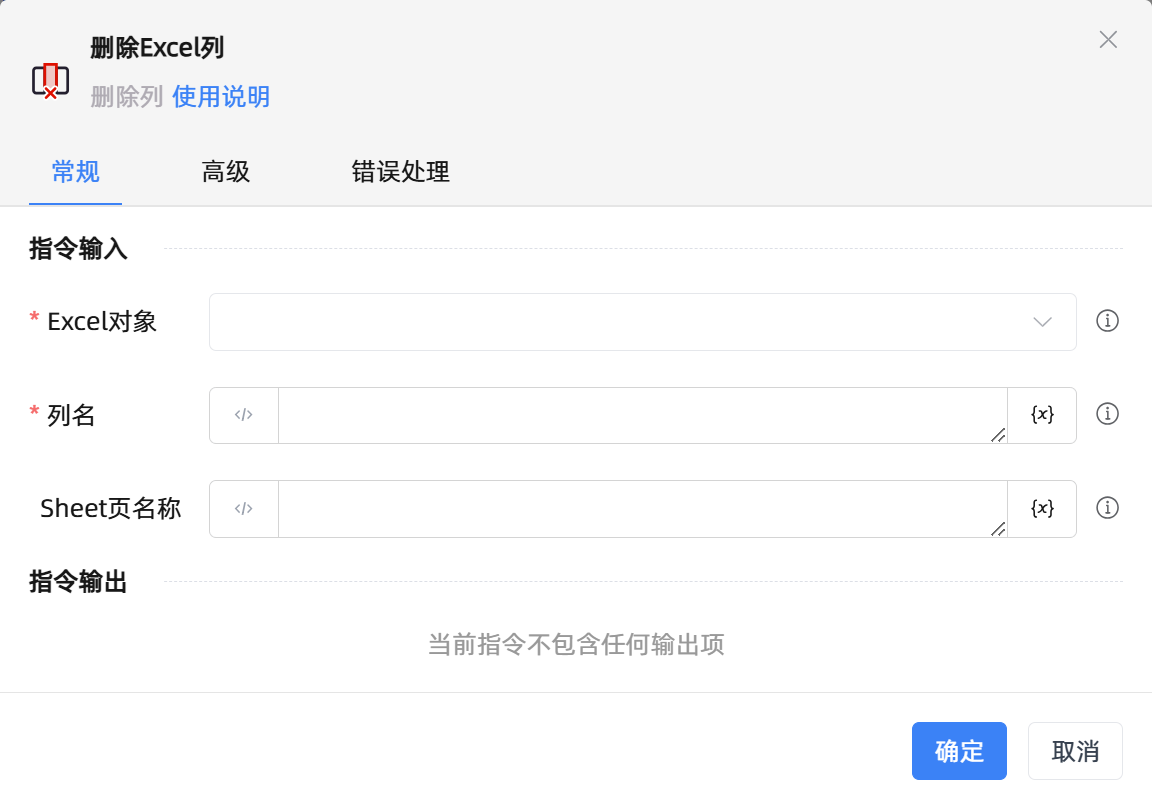 删除Excel列
删除列 使用说明
常规 高级 错误处理
指令输入
* Excel对象
* 列名 </> {x}
Sheet页名称 </> {x}
指令输出
当前指令不包含任何输出项
确定 取消